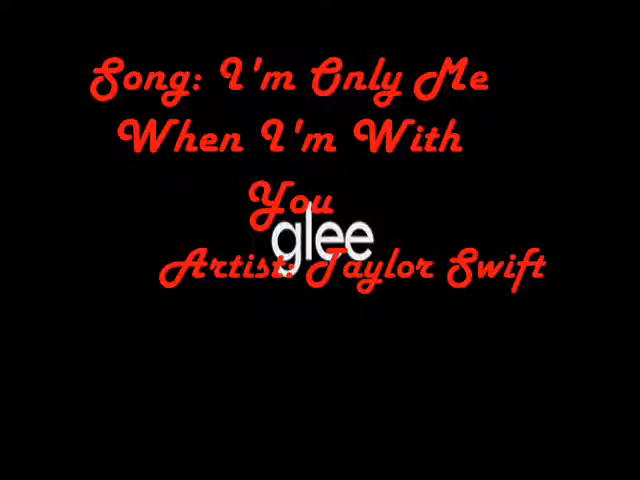 Song: I'm Only Me
When I'm With
You
glee
Artist: Taylor Swift